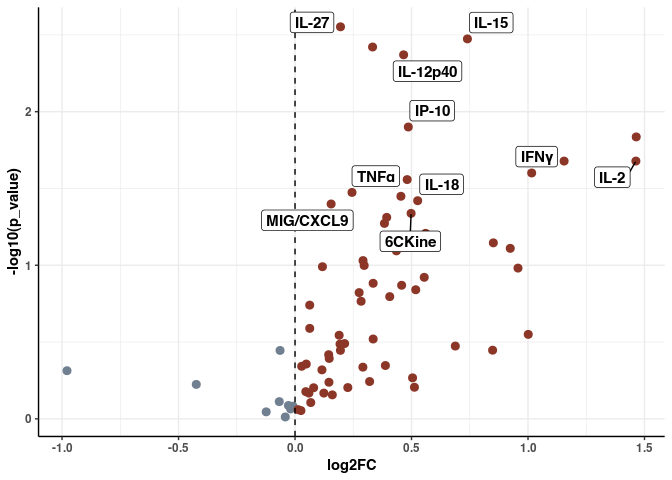 IL-27
IL-15
IL-12p40
IP-10
IFNγ
TNFα
IL-18
IL-2
MIG/CXCL9
6CKine
-log10(p_value)
2
1
0
-1.0
-0.5
0.0
0.5
1.0
1.5
log2FC